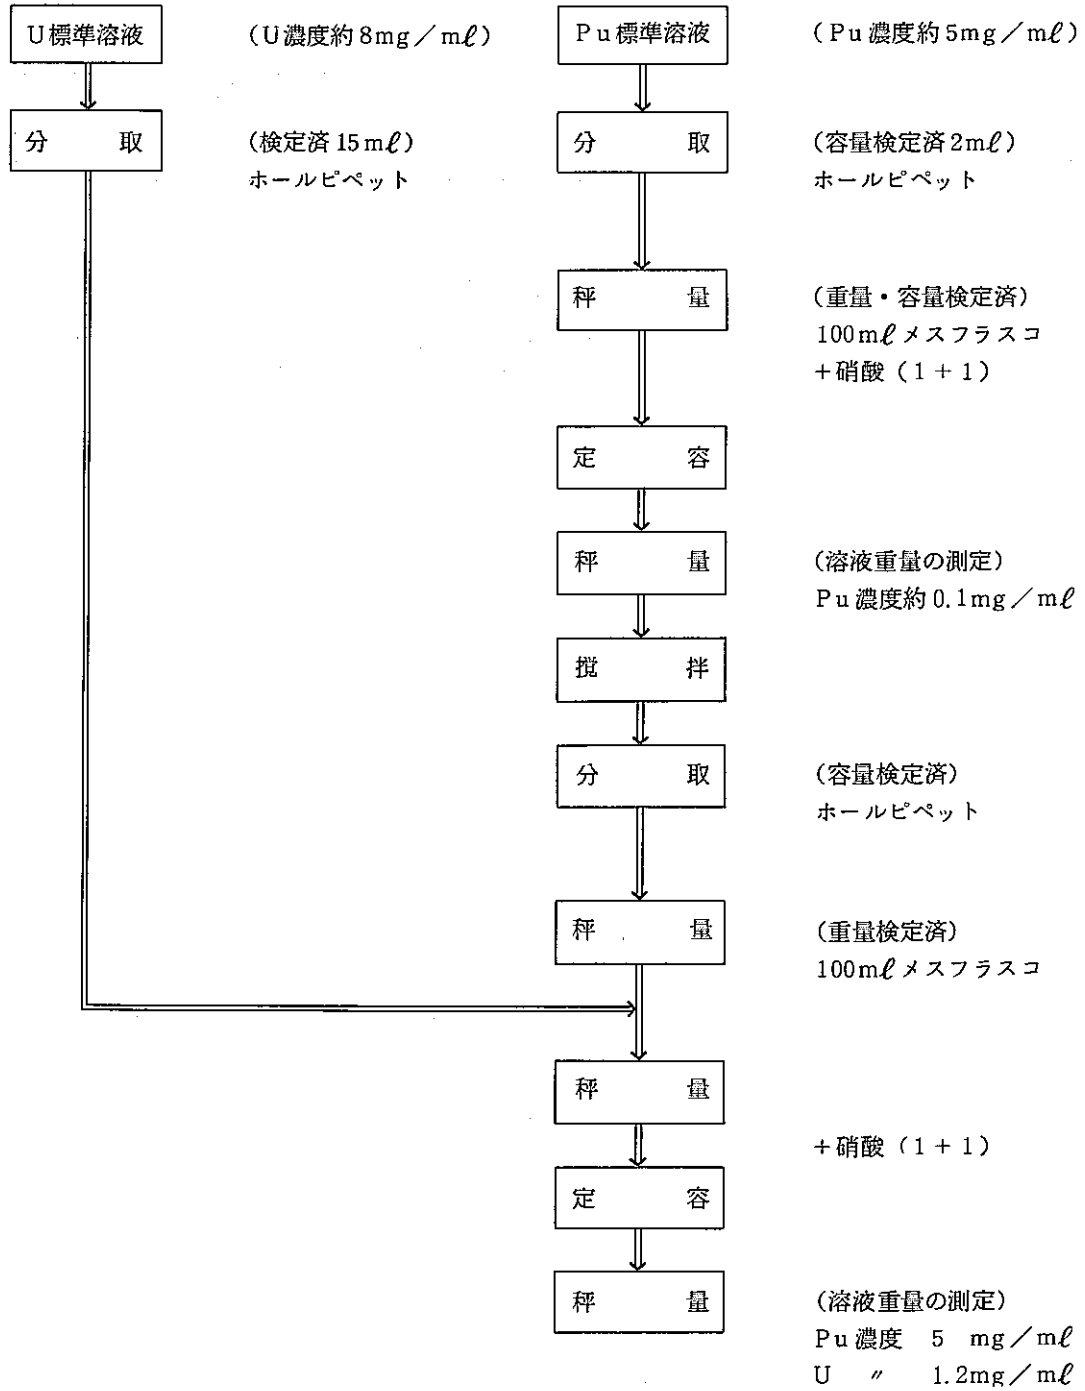 U標準溶液 (U濃度約8mg/mℓ) Pu標準溶液 (Pu濃度約5mg/mℓ)
分 取 (検定済15mℓ) 分 取 (容量検定済2mℓ)
ホールピペット ホールピペット
秤 量 (重量・容量検定済)
100mℓメスフラスコ
+硝酸(1+1)
定 容
秤 量 (溶液重量の測定)
Pu濃度約0.1mg/mℓ
撹 拌
分 取 (容量検定済)
ホールピペット
秤 量 (重量検定済)
100mℓメスフラスコ
秤 量
+硝酸(1+1)
定 容
秤 量 (溶液重量の測定)
Pu濃度 5 mg/mℓ
U 〃 1.2mg/mℓ